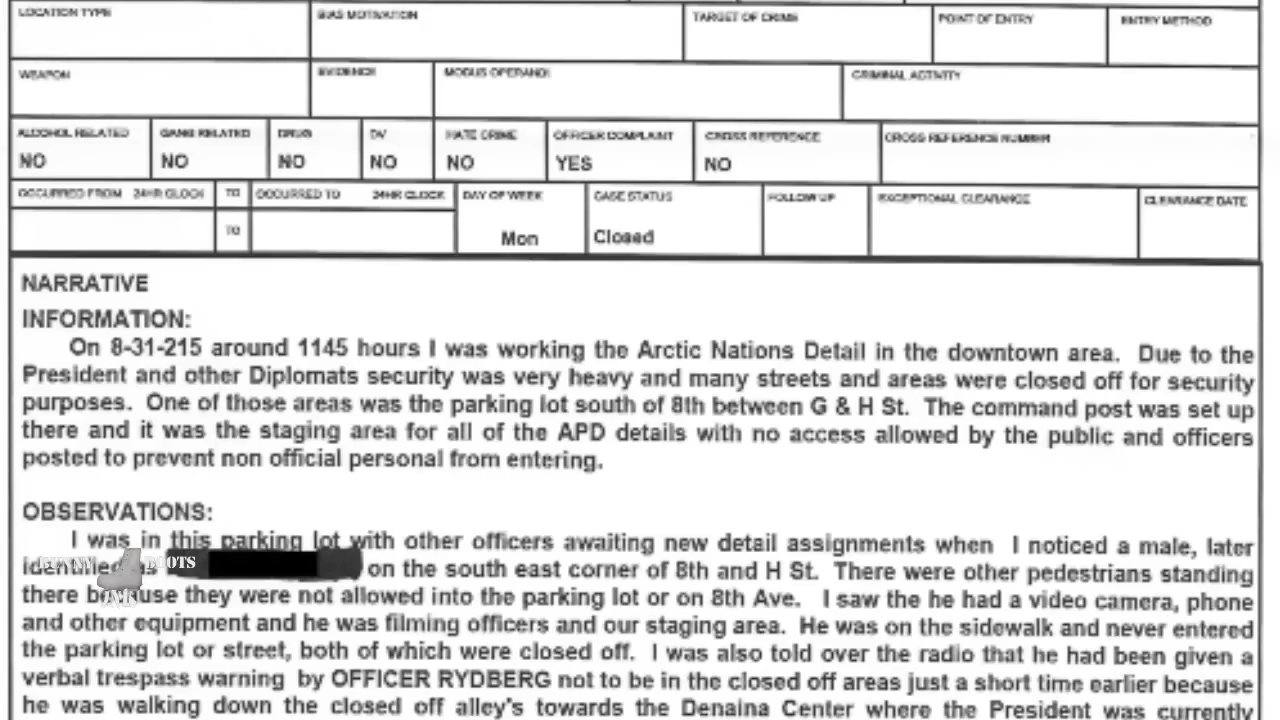 LOCATION TYPE BIAS MOTIVATION TARGET OF CRIME POINT OF ENTRY ENTRY METHOD
WEAPON EVIDENCE MODUS OPERANDI CRIMINAL ACTIVITY
ALCOHOL RELATED GANG RELATED DRUG DV HATE CRIME OFFICER COMPLAINT CROSS REFERENCE CROSS REFERENCE NUMBER
NO NO NO NO NO YES NO
OCCURRED FROM 24HR CLOCK TO OCCURRED TO 24HR CLOCK DAY OF WEEK CASE STATUS FOLLOW UP EXCEPTIONAL CLEARANCE CLEARANCE DATE
TO Mon Closed
NARRATIVE
INFORMATION:
On 8-31-215 around 1145 hours I was working the Arctic Nations Detail in the downtown area. Due to the
President and other Diplomats security was very heavy and many streets and areas were closed off for security
purposes. One of those areas was the parking lot south of 8th between G & H St. The command post was set up
there and it was the staging area for all of the APD details with no access allowed by the public and officers
posted to prevent non official personal from entering.
OBSERVATIONS:
I was in this parking lot with other officers awaiting new detail assignments when I noticed a male, later
on the south east corner of 8th and H St. There were other pedestrians standing
there because they were not allowed into the parking lot or on 8th Ave. I saw the he had a video camera, phone
and other equipment and he was filming officers and our staging area. He was on the sidewalk and never entered
the parking lot or street, both of which were closed off. I was also told over the radio that he had been given a
verbal trespass warning by OFFICER RYDBERG not to be in the closed off areas just a short time earlier because
he was walking down the closed off alley's towards the Denaina Center where the President was currently
BOOTS